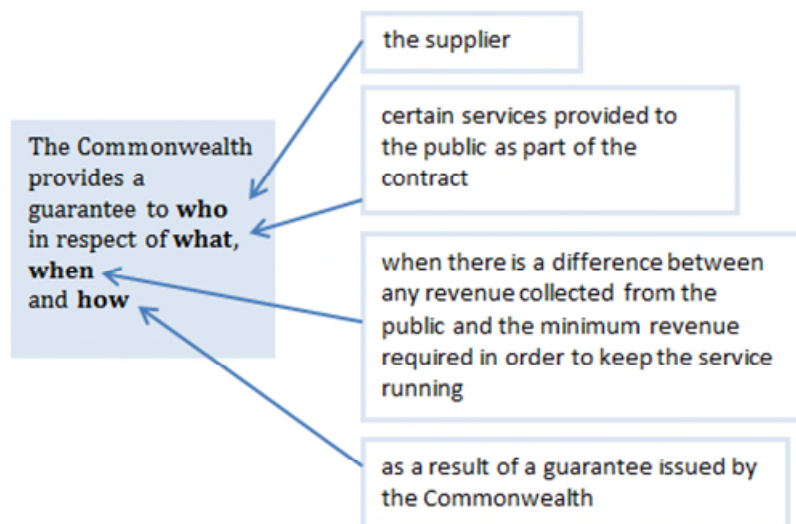 The Commonwealth
provides a
guarantee to who
in respect of what,
when
and how
the supplier
certain services provided to
the public as part of the
contract
when there is a difference between
any revenue collected from the
public and the minimum revenue
required in order to keep the service
running
as a result of a guarantee issued by
the Commonwealth